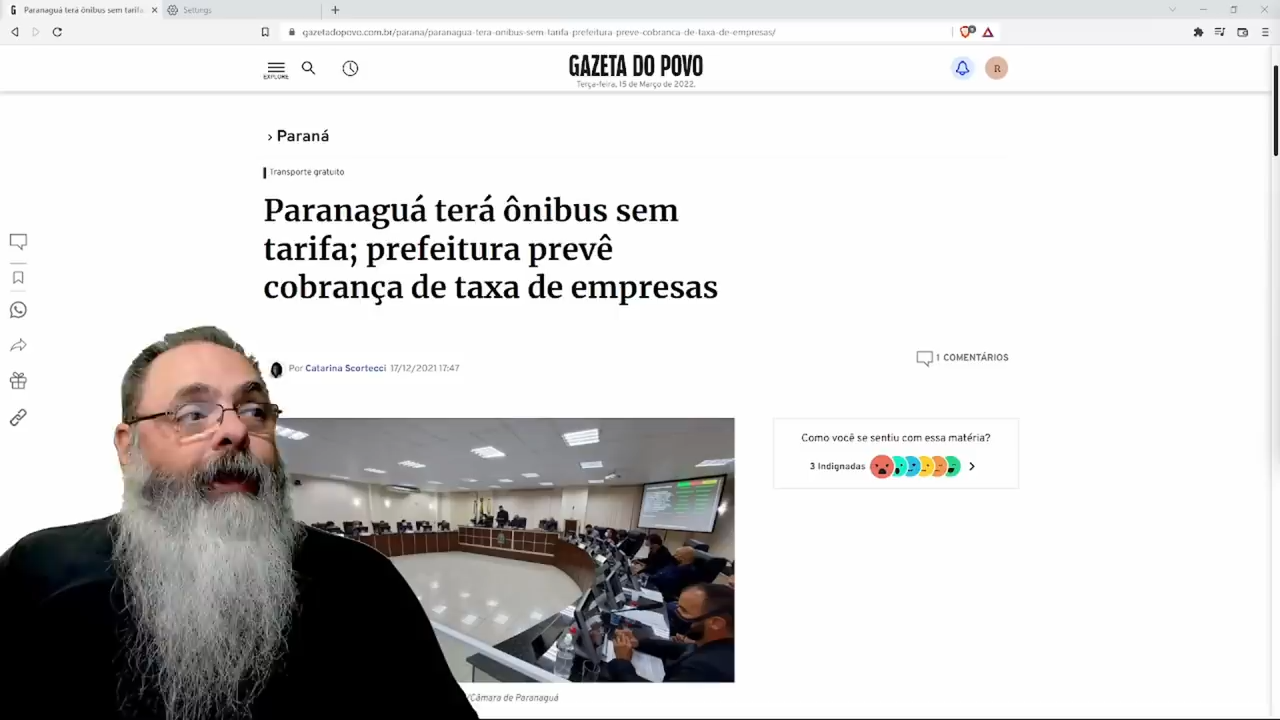 Paranaguá terá ônibus sem tarifa
Settings
gazetadopovo.com.br/parana/paranagua-tera-onibus-sem-tarifa-prefeitura-preve-cobranca-de-taxa-de-empresas/
EXPLORE
GAZETA DO POVO
R
Terça-feira, 15 de Março de 2022.
› Paraná
Transporte gratuito
Paranaguá terá ônibus sem
tarifa; prefeitura prevê
cobrança de taxa de empresas
Por Catarina Scortecci 17/12/2021 17:47
1 COMENTÁRIOS
Como você se sentiu com essa matéria?
3 Indignadas
/Câmara de Paranaguá